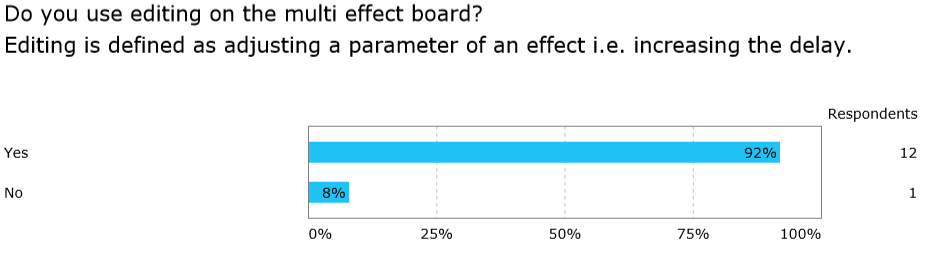 Do you use editing on the multi effect board?
Editing is defined as adjusting a parameter of an effect i.e. increasing the delay.
Respondents
Yes 92% 12
No 8% 1
0% 25% 50% 75% 100%